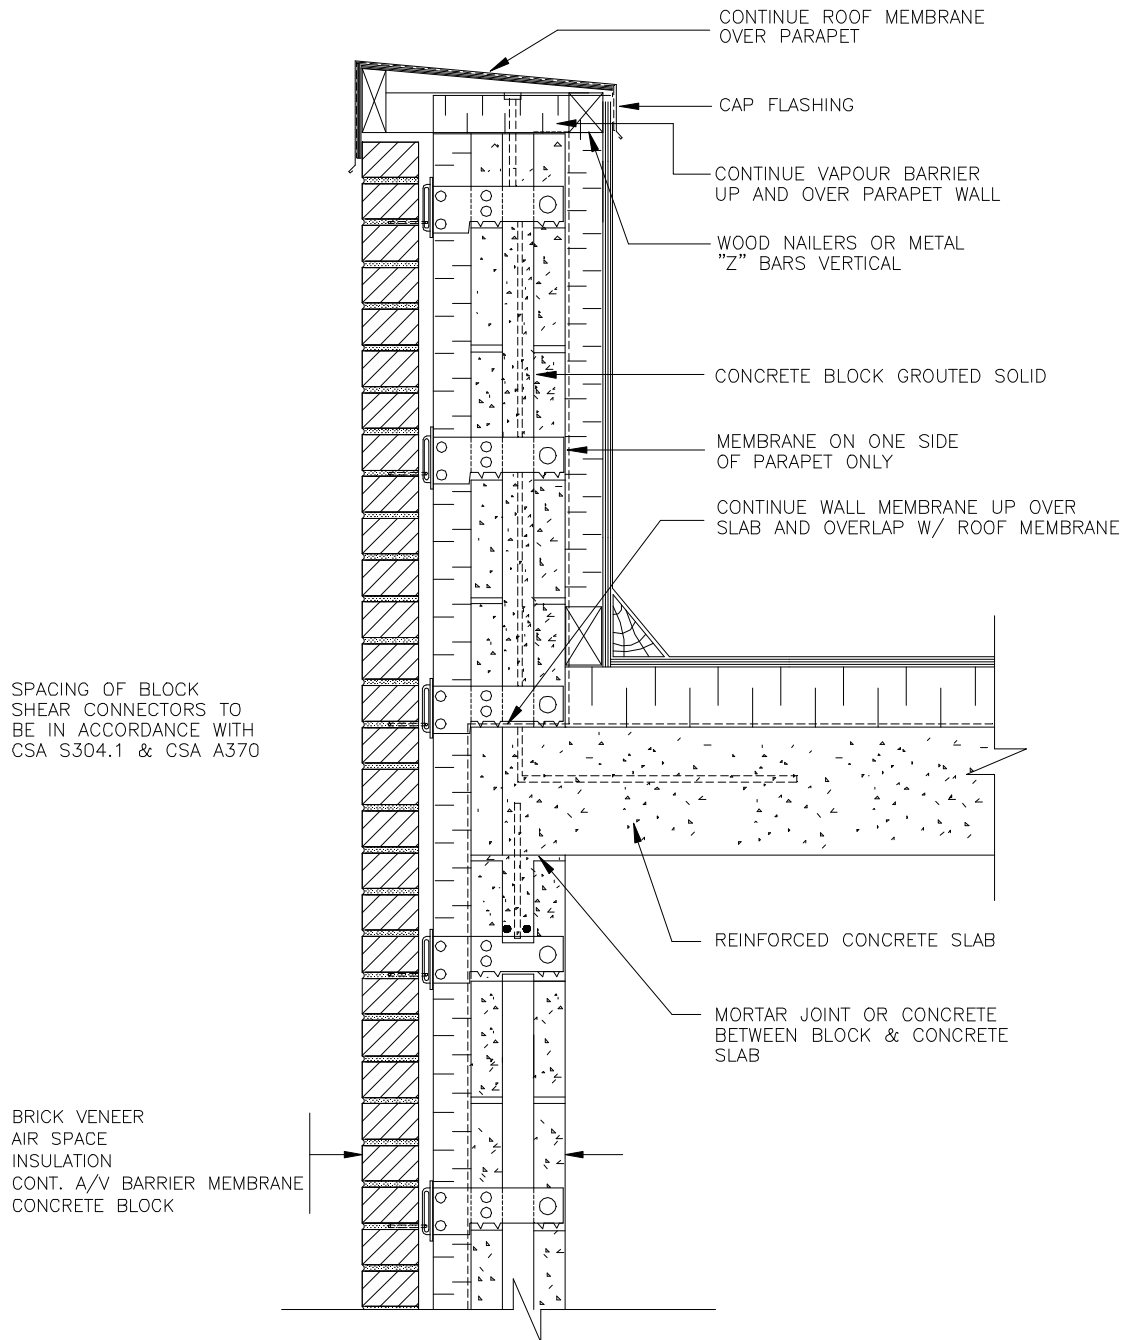 CONTINUE ROOF MEMBRANE
OVER PARAPET
CAP FLASHING
CONTINUE VAPOUR BARRIER
UP AND OVER PARAPET WALL
WOOD NAILERS OR METAL
"Z" BARS VERTICAL
CONCRETE BLOCK GROUTED SOLID
MEMBRANE ON ONE SIDE
OF PARAPET ONLY
CONTINUE WALL MEMBRANE UP OVER
SLAB AND OVERLAP W/ ROOF MEMBRANE
SPACING OF BLOCK
SHEAR CONNECTORS TO
BE IN ACCORDANCE WITH
CSA S304.1 & CSA A370
REINFORCED CONCRETE SLAB
MORTAR JOINT OR CONCRETE
BETWEEN BLOCK & CONCRETE
SLAB
BRICK VENEER
AIR SPACE
INSULATION
CONT. A/V BARRIER MEMBRANE
CONCRETE BLOCK